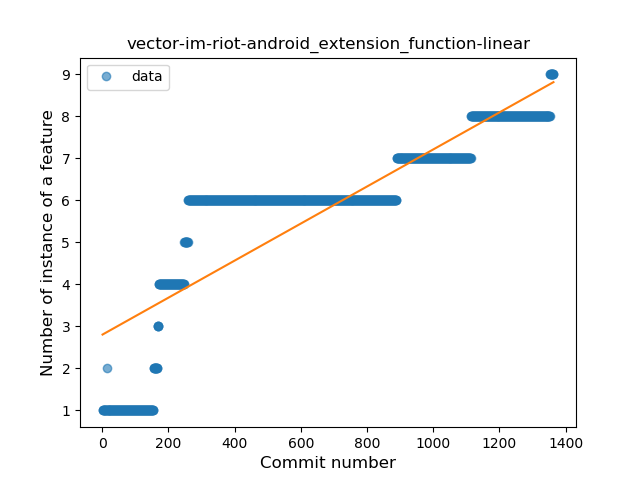 vector-im-riot-android_extension_function-linear
data
Number of instance of a feature
9
8
7
6
5
4
3
2
1
0 200 400 600 800 1000 1200 1400
Commit number